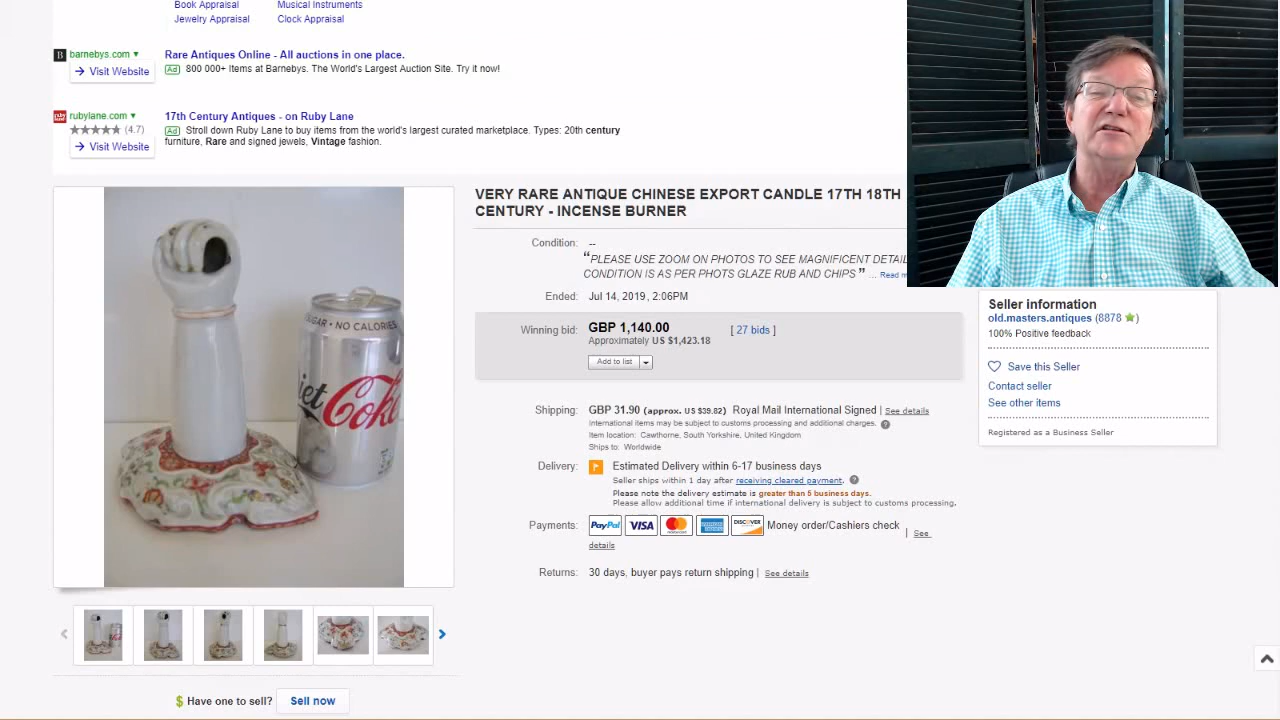 Book Appraisal
Musical Instruments
Jewelry Appraisal
Clock Appraisal
B barnebys.com ▾
Rare Antiques Online - All auctions in one place.
→ Visit Website
Ad 800 000+ Items at Barnebys. The World's Largest Auction Site. Try it now!
rubylane.com ▾
17th Century Antiques - on Ruby Lane
(4.7)
Ad Stroll down Ruby Lane to buy items from the world's largest curated marketplace. Types: 20th century
→ Visit Website
furniture, Rare and signed jewels, Vintage fashion.
VERY RARE ANTIQUE CHINESE EXPORT CANDLE 17TH 18TH
CENTURY - INCENSE BURNER
Condition: --
“PLEASE USE ZOOM ON PHOTOS TO SEE MAGNIFICENT DETAIL
CONDITION IS AS PER PHOTS GLAZE RUB AND CHIPS ” ... Read
Ended: Jul 14, 2019 , 2:06PM
Winning bid: GBP 1,140.00 [ 27 bids ]
Approximately US $1,423.18
Add to list
Shipping: GBP 31.90 (approx. US $39.82) Royal Mail International Signed | See details
International items may be subject to customs processing and additional charges. ?
Item location: Cawthorne, South Yorkshire, United Kingdom
Ships to: Worldwide
Delivery: Estimated Delivery within 6-17 business days
Seller ships within 1 day after receiving cleared payment. ?
Please note the delivery estimate is greater than 5 business days.
Please allow additional time if international delivery is subject to customs processing.
Payments: PayPal VISA MasterCard DISCOVER Money order/Cashiers check | See
details
Returns: 30 days, buyer pays return shipping | See details
Seller information
old.masters.antiques (8878 )
100% Positive feedback
Save this Seller
Contact seller
See other items
Registered as a Business Seller
SUGAR • NO CALORIES
iet
Coke
$ Have one to sell? Sell now